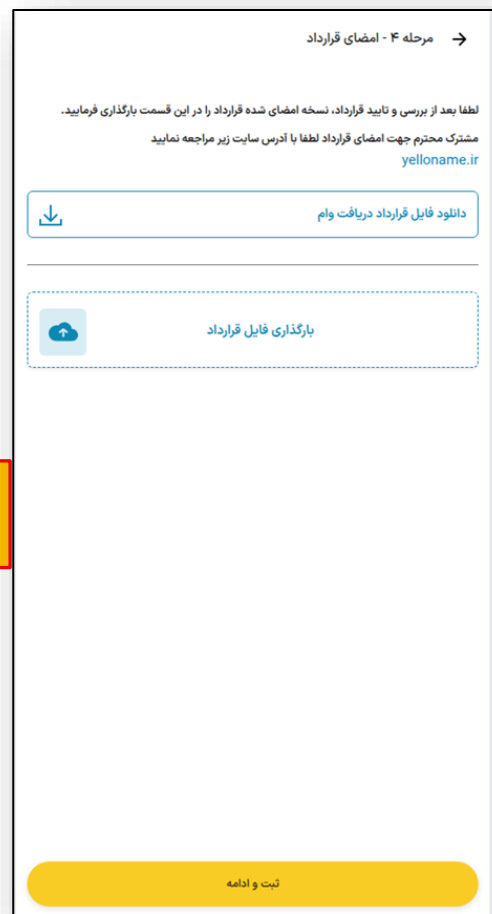 مرحله ۴ - امضای قرارداد
لطفا بعد از بررسی و تایید قرارداد، نسخه امضای شده قرارداد را در این قسمت بارگذاری فرمایید.
مشترک محترم جهت امضای قرارداد لطفا با آدرس سایت زیر مراجعه نمایید
yelloname.ir
دانلود فایل قرارداد دریافت وام
بارگذاری فایل قرارداد
ثبت و ادامه